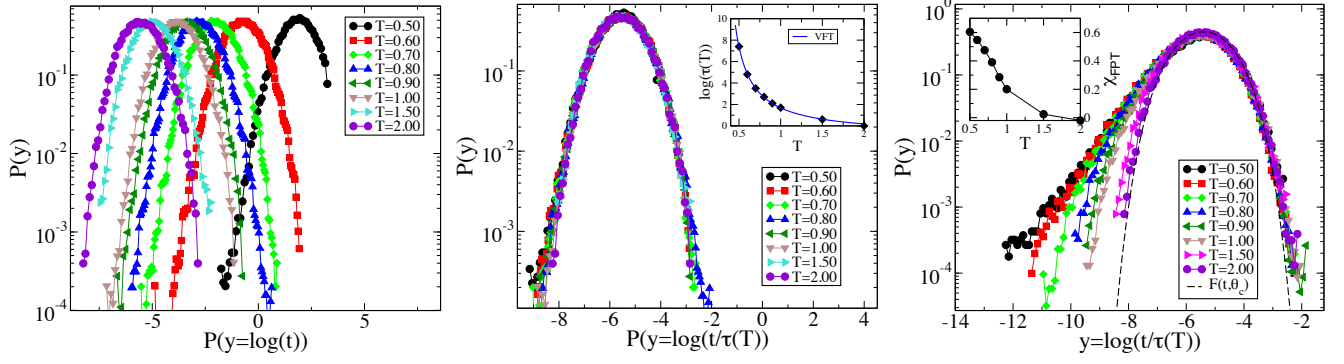 P(y)
10^-1
10^-2
10^-3
10^-4
-5
0
5
P(y=log(t))
T=0.50
T=0.60
T=0.70
T=0.80
T=0.90
T=1.00
T=1.50
T=2.00
P(y)
10^-1
10^-2
10^-3
10^-4
-8
-6
-4
-2
0
2
4
P(y=log(t/τ(T))
log(τ(T))
10
8
6
4
2
0
0.5
1
1.5
2
T
VFT
T=0.50
T=0.60
T=0.70
T=0.80
T=0.90
T=1.00
T=1.50
T=2.00
P(y)
10^0
10^-1
10^-2
10^-3
10^-4
-14
-12
-10
-8
-6
-4
-2
y=log(t/τ(T))
0.5
1
1.5
2
T
0.6
0.4
0.2
0
χFPT
T=0.50
T=0.60
T=0.70
T=0.80
T=0.90
T=1.00
T=1.50
T=2.00
F(t,θc)